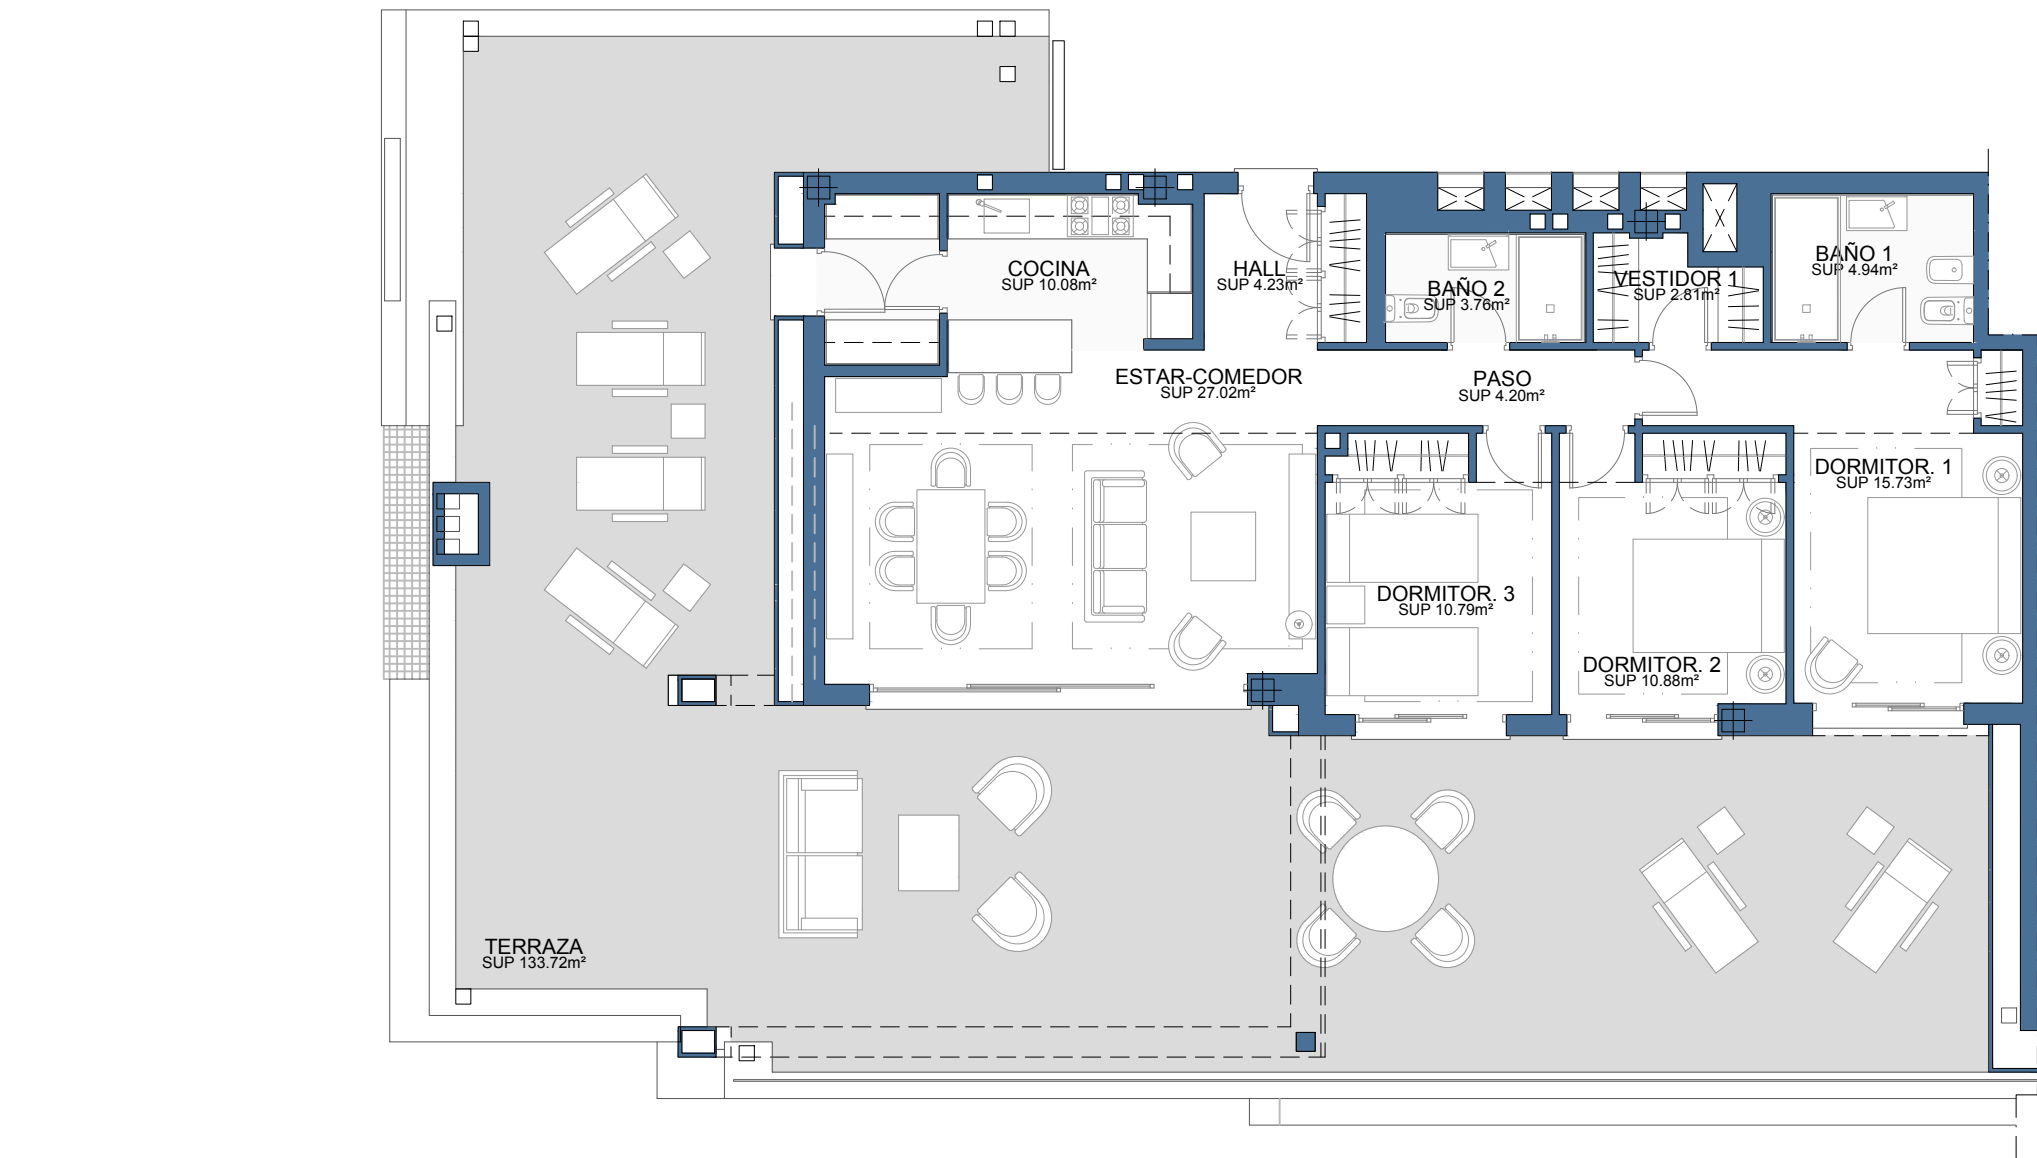 COCINA
SUP 10.08m²
HALL
SUP 4.23m²
BAÑO 2
SUP 3.76m²
VESTIDOR 1
SUP 2.81m²
BAÑO 1
SUP 4.94m²
ESTAR-COMEDOR
SUP 27.02m²
PASO
SUP 4.20m²
DORMITOR. 1
SUP 15.73m²
DORMITOR. 3
SUP 10.79m²
DORMITOR. 2
SUP 10.88m²
TERRAZA
SUP 133.72m²